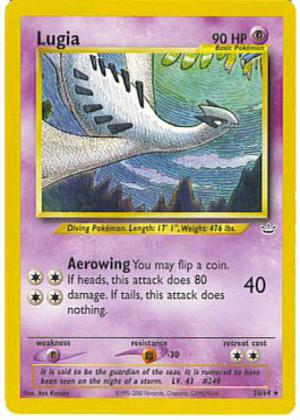 Lugia
90 HP
Basic Pokémon
Diving Pokémon. Length: 17' 1", Weight: 476 lbs.
Aerowing You may flip a coin.
If heads, this attack does 80
damage. If tails, this attack does
nothing.
40
weakness
resistance
retreat cost
-30
It is said to be the guardian of the seas. It is rumored to have
been seen on the night of a storm. LV. 43 #249
Illus.
©1995-2000 Nintendo, Creatures, GAMEFREAK.
20/64 ★